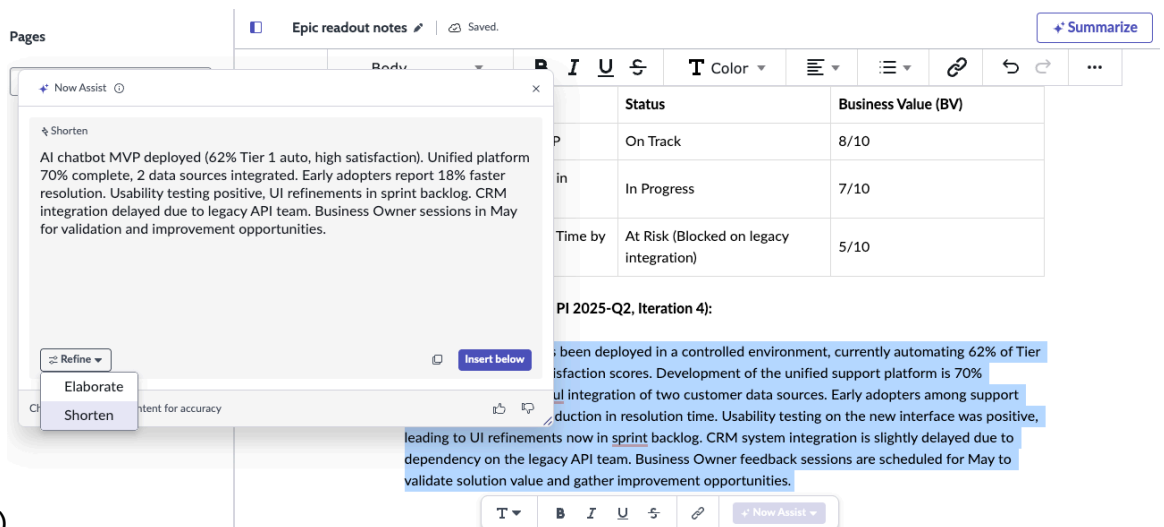 Pages
Epic readout notes
Saved.
Summarize
Body
B I U S T Color
Now Assist
Shorten
AI chatbot MVP deployed (62% Tier 1 auto, high satisfaction). Unified platform
70% complete, 2 data sources integrated. Early adopters report 18% faster
resolution. Usability testing positive, UI refinements in sprint backlog. CRM
integration delayed due to legacy API team. Business Owner sessions in May
for validation and improvement opportunities.
Refine
Insert below
Elaborate
Shorten
Ch
ntent for accuracy
Status Business Value (BV)
P On Track 8/10
in
In Progress 7/10
Time by At Risk (Blocked on legacy
integration) 5/10
PI 2025-Q2, Iteration 4):
s been deployed in a controlled environment, currently automating 62% of Tier
isfaction scores. Development of the unified support platform is 70%
ul integration of two customer data sources. Early adopters among support
duction in resolution time. Usability testing on the new interface was positive,
leading to UI refinements now in sprint backlog. CRM system integration is slightly delayed due to
dependency on the legacy API team. Business Owner feedback sessions are scheduled for May to
validate solution value and gather improvement opportunities.
T B I U S Now Assist
)